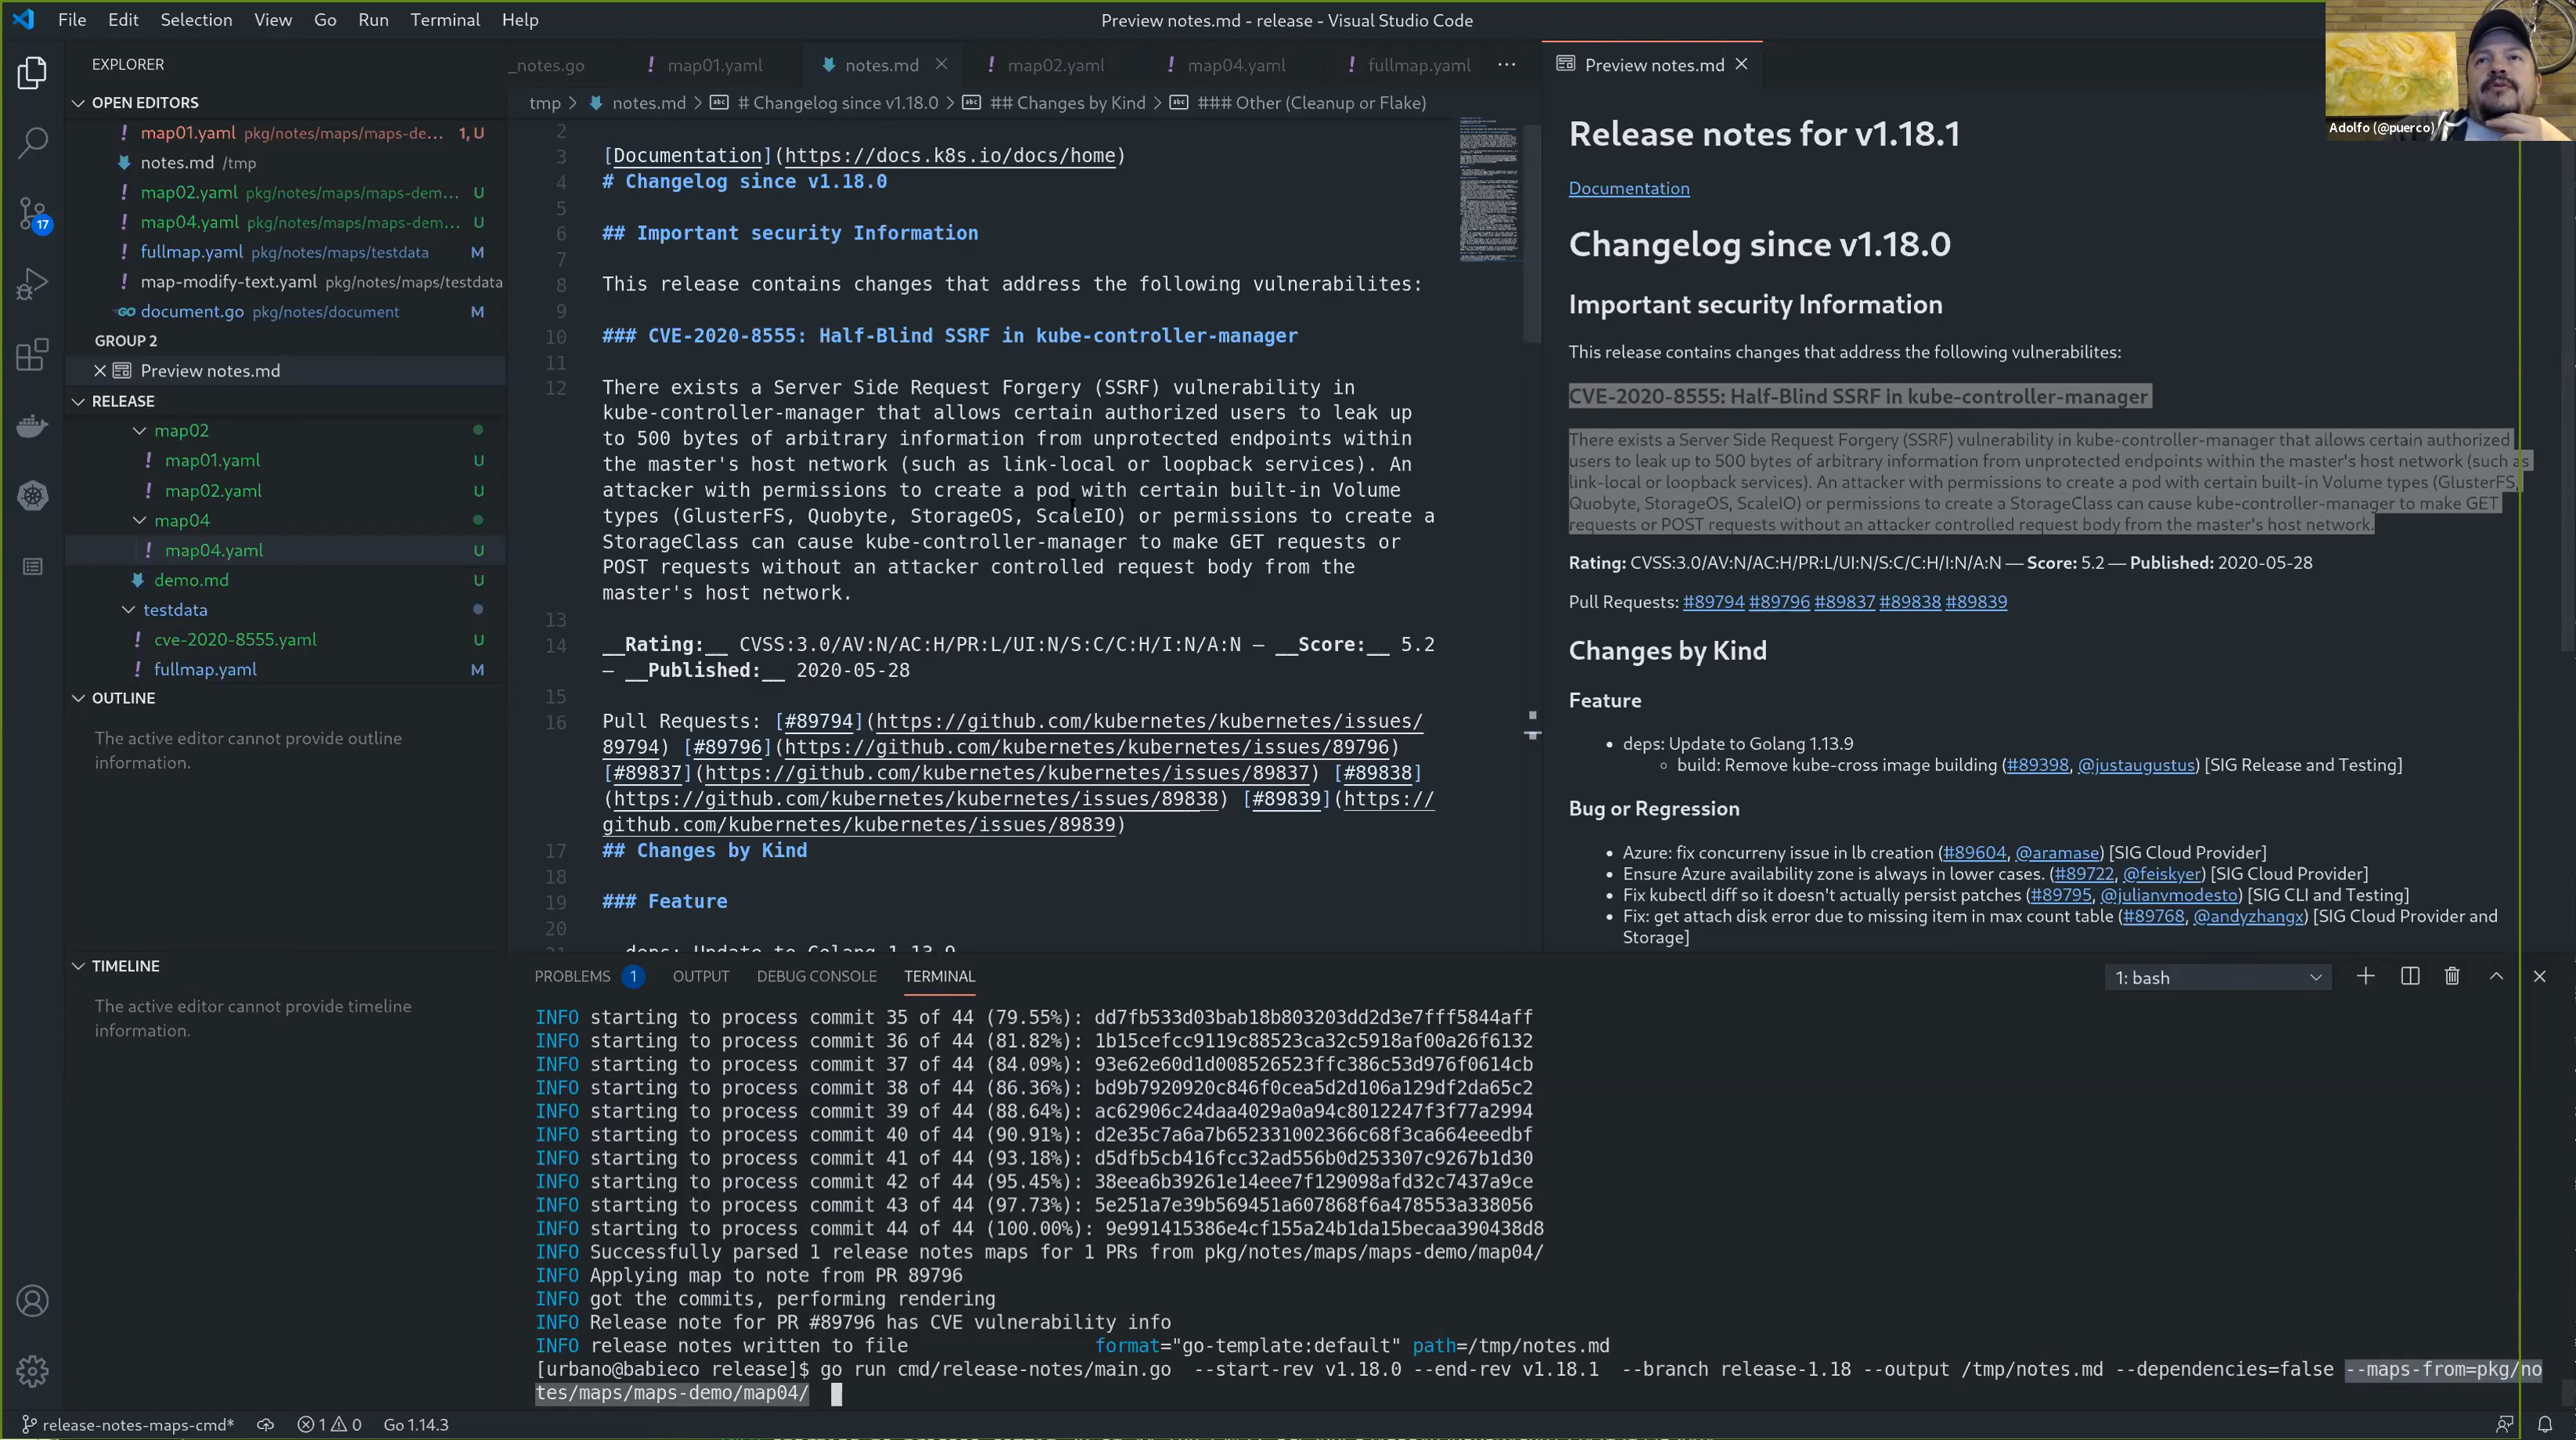 File Edit Selection View Go Run Terminal Help
Preview notes.md - release - Visual Studio Code
Adolfo (@puerco)
EXPLORER
OPEN EDITORS
map01.yaml pkg/notes/maps/maps-de... 1, U
notes.md /tmp
map02.yaml pkg/notes/maps/maps-dem... U
map04.yaml pkg/notes/maps/maps-dem... U
fullmap.yaml pkg/notes/maps/testdata M
map-modify-text.yaml pkg/notes/maps/testdata
document.go pkg/notes/document M
GROUP 2
Preview notes.md
RELEASE
map02
map01.yaml U
map02.yaml U
map04
map04.yaml U
demo.md U
testdata
cve-2020-8555.yaml U
fullmap.yaml M
OUTLINE
The active editor cannot provide outline
information.
TIMELINE
The active editor cannot provide timeline
information.
17
_notes.go map01.yaml notes.md map02.yaml map04.yaml fullmap.yaml ...
tmp > notes.md > # Changelog since v1.18.0 > ## Changes by Kind > ### Other (Cleanup or Flake)
2
3 [Documentation](https://docs.k8s.io/docs/home)
4 # Changelog since v1.18.0
5
6 ## Important security Information
7
8 This release contains changes that address the following vulnerabilites:
9
10 ### CVE-2020-8555: Half-Blind SSRF in kube-controller-manager
11
12 There exists a Server Side Request Forgery (SSRF) vulnerability in
kube-controller-manager that allows certain authorized users to leak up
to 500 bytes of arbitrary information from unprotected endpoints within
the master's host network (such as link-local or loopback services). An
attacker with permissions to create a pod with certain built-in Volume
types (GlusterFS, Quobyte, StorageOS, ScaleIO) or permissions to create a
StorageClass can cause kube-controller-manager to make GET requests or
POST requests without an attacker controlled request body from the
master's host network.
13
14 __Rating:__ CVSS:3.0/AV:N/AC:H/PR:L/UI:N/S:C/C:H/I:N/A:N — __Score:__ 5.2
— __Published:__ 2020-05-28
15
16 Pull Requests: [#89794](https://github.com/kubernetes/kubernetes/issues/
89794) [#89796](https://github.com/kubernetes/kubernetes/issues/89796)
[#89837](https://github.com/kubernetes/kubernetes/issues/89837) [#89838]
(https://github.com/kubernetes/kubernetes/issues/89838) [#89839](https://
github.com/kubernetes/kubernetes/issues/89839)
17 ## Changes by Kind
18
19 ### Feature
20
deps: Update to Golang 1.13.9
Preview notes.md
Release notes for v1.18.1
Documentation
Changelog since v1.18.0
Important security Information
This release contains changes that address the following vulnerabilites:
CVE-2020-8555: Half-Blind SSRF in kube-controller-manager
There exists a Server Side Request Forgery (SSRF) vulnerability in kube-controller-manager that allows certain authorized
users to leak up to 500 bytes of arbitrary information from unprotected endpoints within the master's host network (such as
link-local or loopback services). An attacker with permissions to create a pod with certain built-in Volume types (GlusterFS,
Quobyte, StorageOS, ScaleIO) or permissions to create a StorageClass can cause kube-controller-manager to make GET
requests or POST requests without an attacker controlled request body from the master's host network.
Rating: CVSS:3.0/AV:N/AC:H/PR:L/UI:N/S:C/C:H/I:N/A:N — Score: 5.2 — Published: 2020-05-28
Pull Requests: #89794 #89796 #89837 #89838 #89839
Changes by Kind
Feature
• deps: Update to Golang 1.13.9
◦ build: Remove kube-cross image building (#89398, @justaugustus) [SIG Release and Testing]
Bug or Regression
• Azure: fix concurreny issue in lb creation (#89604, @aramase) [SIG Cloud Provider]
• Ensure Azure availability zone is always in lower cases. (#89722, @feiskyer) [SIG Cloud Provider]
• Fix kubectl diff so it doesn't actually persist patches (#89795, @julianvmodesto) [SIG CLI and Testing]
• Fix: get attach disk error due to missing item in max count table (#89768, @andyzhangx) [SIG Cloud Provider and
Storage]
PROBLEMS 1 OUTPUT DEBUG CONSOLE TERMINAL
1: bash
INFO starting to process commit 35 of 44 (79.55%): dd7fb533d03bab18b803203dd2d3e7fff5844aff
INFO starting to process commit 36 of 44 (81.82%): 1b15cefcc9119c88523ca32c5918af00a26f6132
INFO starting to process commit 37 of 44 (84.09%): 93e62e60d1d008526523ffc386c53d976f0614cb
INFO starting to process commit 38 of 44 (86.36%): bd9b7920920c846f0cea5d2d106a129df2da65c2
INFO starting to process commit 39 of 44 (88.64%): ac62906c24daa4029a0a94c8012247f3f77a2994
INFO starting to process commit 40 of 44 (90.91%): d2e35c7a6a7b652331002366c68f3ca664eeedbf
INFO starting to process commit 41 of 44 (93.18%): d5dfb5cb416fcc32ad556b0d253307c9267b1d30
INFO starting to process commit 42 of 44 (95.45%): 38eea6b39261e14eee7f129098afd32c7437a9ce
INFO starting to process commit 43 of 44 (97.73%): 5e251a7e39b569451a607868f6a478553a338056
INFO starting to process commit 44 of 44 (100.00%): 9e991415386e4cf155a24b1da15becaa390438d8
INFO Successfully parsed 1 release notes maps for 1 PRs from pkg/notes/maps/maps-demo/map04/
INFO Applying map to note from PR 89796
INFO got the commits, performing rendering
INFO Release note for PR #89796 has CVE vulnerability info
INFO release notes written to file format="go-template:default" path=/tmp/notes.md
[urbano@babieco release]$ go run cmd/release-notes/main.go --start-rev v1.18.0 --end-rev v1.18.1 --branch release-1.18 --output /tmp/notes.md --dependencies=false --maps-from=pkg/no
tes/maps/maps-demo/map04/
release-notes-maps-cmd* 1 0 Go 1.14.3